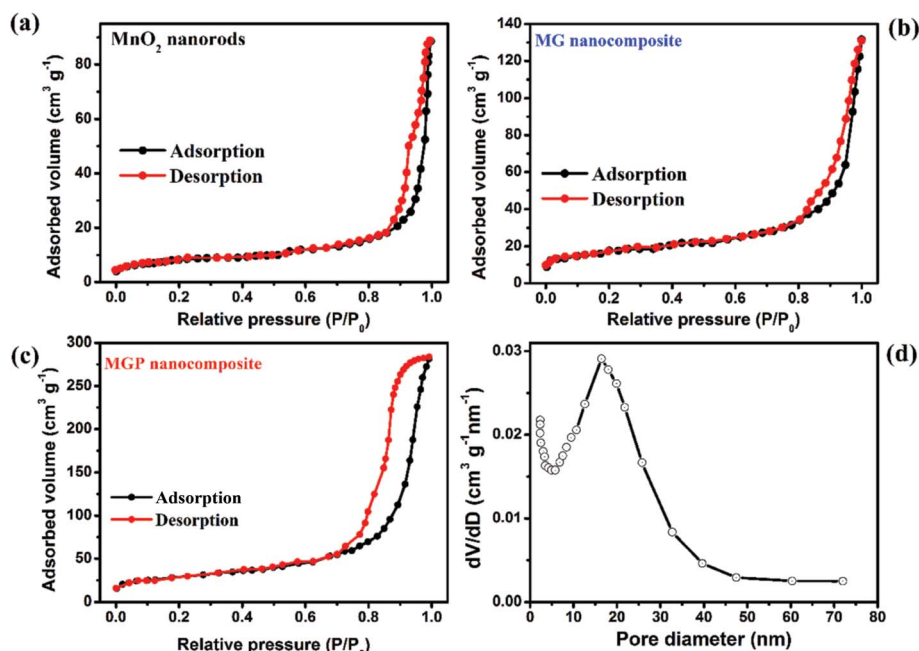 (a)
MnO₂ nanorods
Adsorption
Desorption
Adsorbed volume (cm³ g⁻¹)
80
60
40
20
0
0.0 0.2 0.4 0.6 0.8 1.0
Relative pressure (P/P₀)
(b)
MG nanocomposite
Adsorption
Desorption
Adsorbed volume (cm³ g⁻¹)
140
120
100
80
60
40
20
0
0.0 0.2 0.4 0.6 0.8 1.0
Relative pressure (P/P₀)
(c)
MGP nanocomposite
Adsorption
Desorption
Adsorbed volume (cm³ g⁻¹)
300
250
200
150
100
50
0
0.0 0.2 0.4 0.6 0.8 1.0
Relative pressure (P/P₀)
(d)
dV/dD (cm³ g⁻¹nm⁻¹)
0.03
0.02
0.01
0.00
0 10 20 30 40 50 60 70 80
Pore diameter (nm)